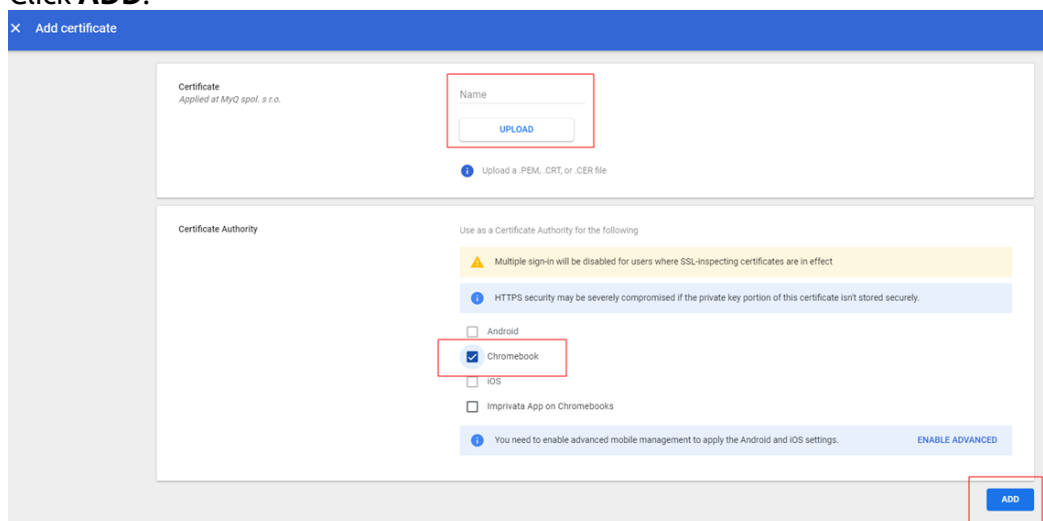 Click ADD.
Add certificate
Certificate
Applied at MyQ spol. s r.o.
Name
UPLOAD
Upload a .PEM, .CRT, or .CER file
Certificate Authority
Use as a Certificate Authority for the following
Multiple sign-in will be disabled for users where SSL-inspecting certificates are in effect
HTTPS security may be severely compromised if the private key portion of this certificate isn't stored securely.
Android
Chromebook
iOS
Imprivata App on Chromebooks
You need to enable advanced mobile management to apply the Android and iOS settings.
ENABLE ADVANCED
ADD